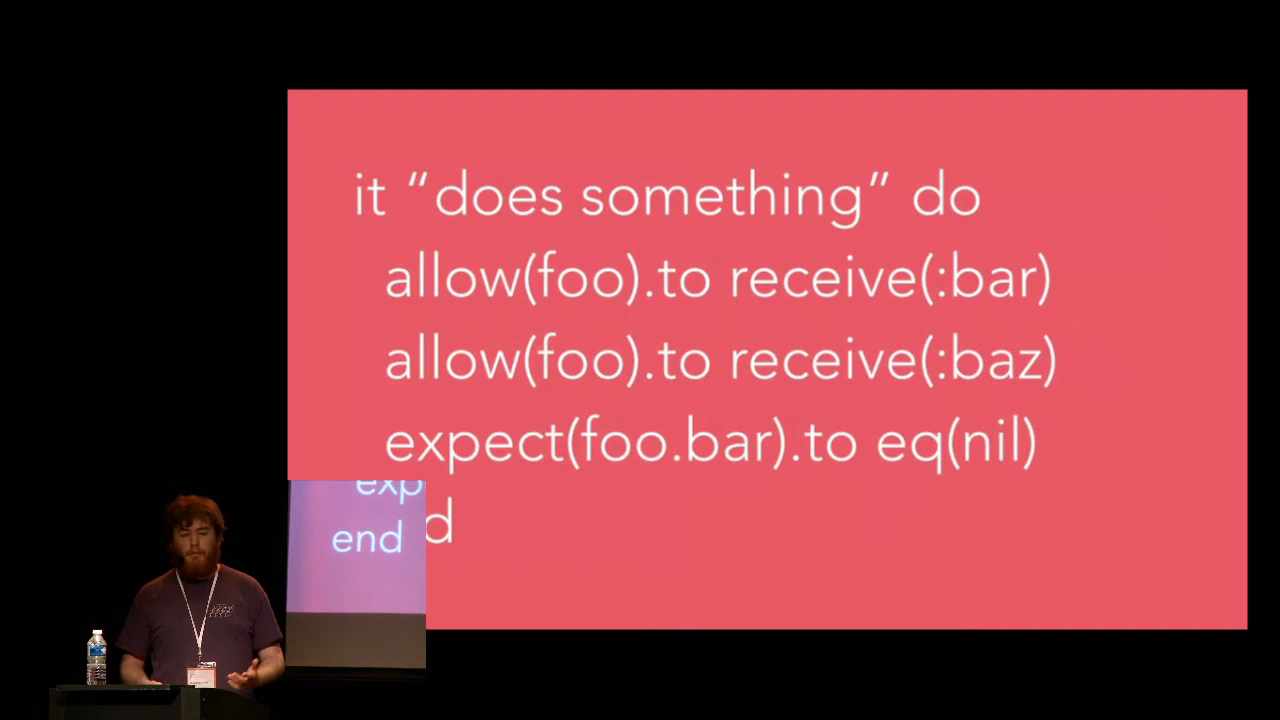 it “does something” do
allow(foo).to receive(:bar)
allow(foo).to receive(:baz)
expect(foo.bar).to eq(nil)
d
exp
end